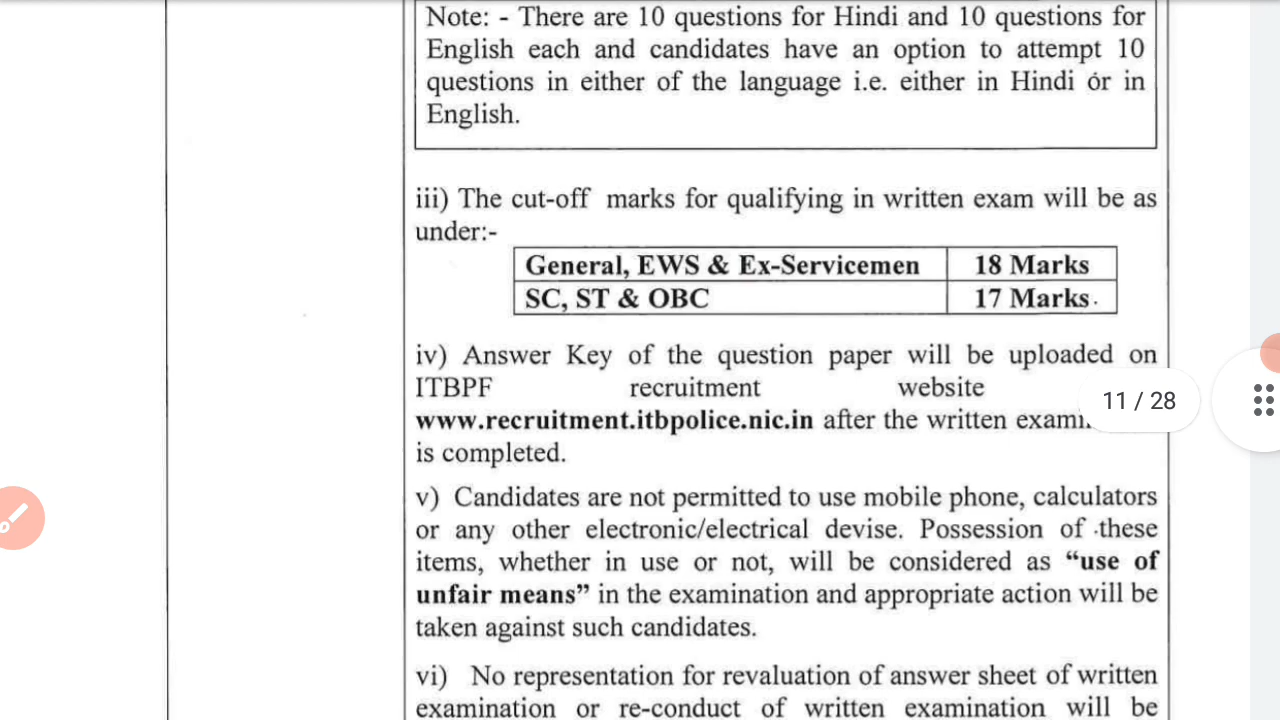 Note: - There are 10 questions for Hindi and 10 questions for
English each and candidates have an option to attempt 10
questions in either of the language i.e. either in Hindi or in
English.
iii) The cut-off marks for qualifying in written exam will be as
under:-
General, EWS & Ex-Servicemen 18 Marks
SC, ST & OBC 17 Marks
iv) Answer Key of the question paper will be uploaded on
ITBPF recruitment website
11 / 28
www.recruitment.itbpolice.nic.in after the written
is completed.
v) Candidates are not permitted to use mobile phone, calculators
or any other electronic/electrical devise. Possession of these
items, whether in use or not, will be considered as “use of
unfair means” in the examination and appropriate action will be
taken against such candidates.
vi) No representation for revaluation of answer sheet of written
examination or re-conduct of written examination will be